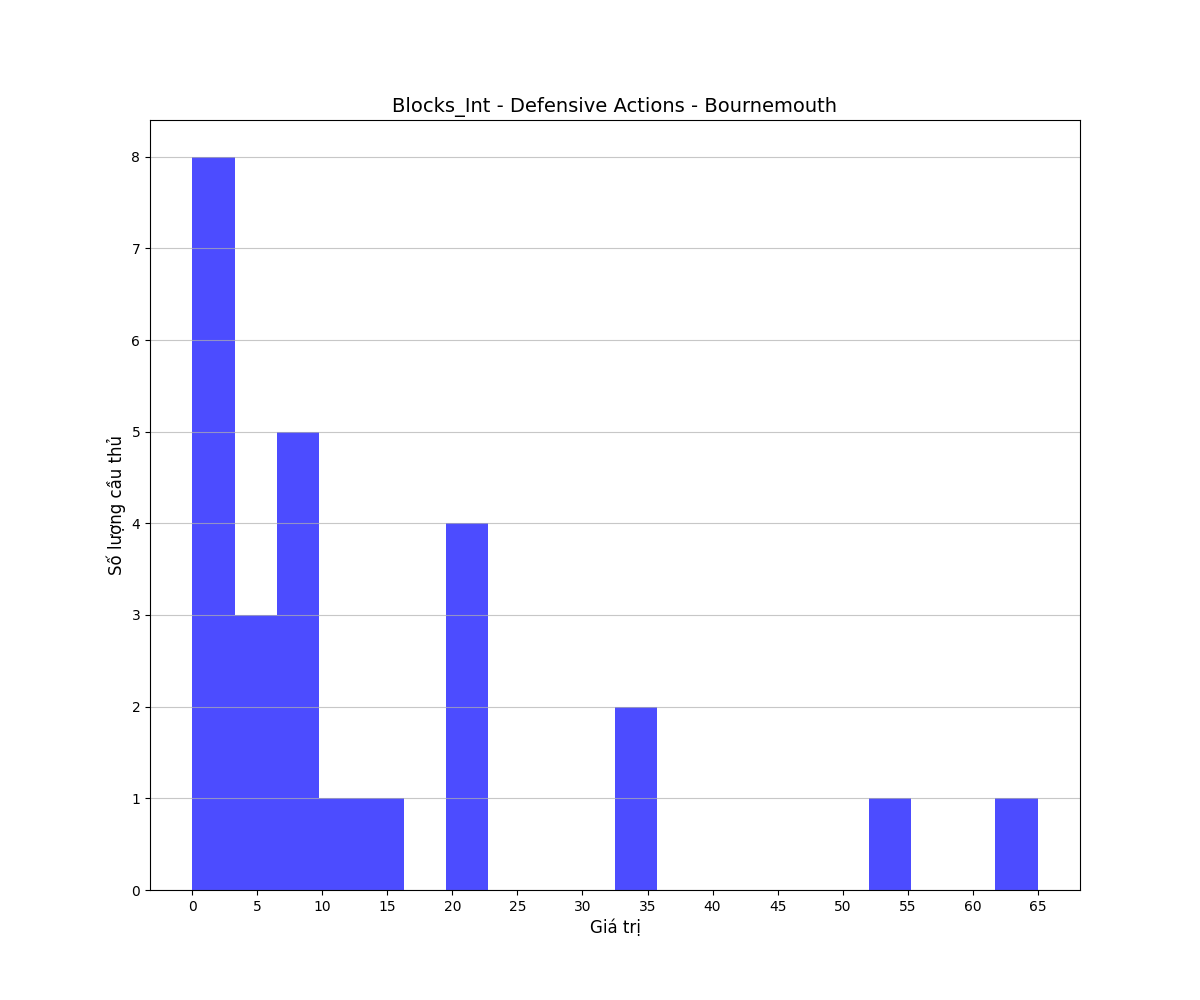 Blocks_Int - Defensive Actions - Bournemouth
Số lượng cầu thủ
8
7
6
5
4
3
2
1
0
0 5 10 15 20 25 30 35 40 45 50 55 60 65
Giá trị